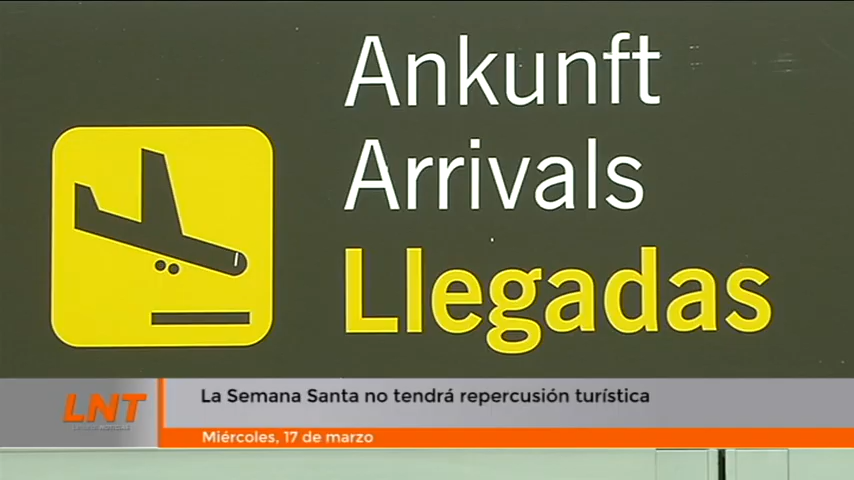 Ankunft
Arrivals
Llegadas
La Semana Santa no tendrá repercusión turística
LNT
Miércoles, 17 de marzo